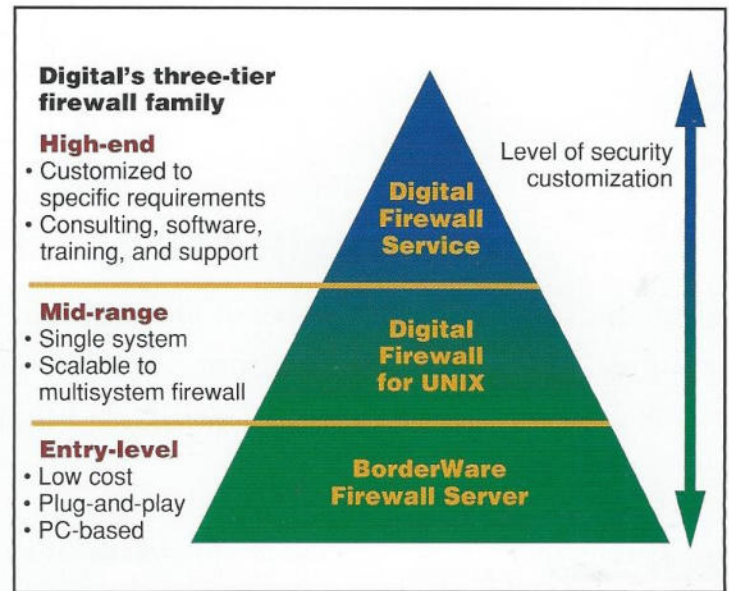 Digital's three-tier
firewall family
High-end
• Customized to
specific requirements
• Consulting, software,
training, and support
Mid-range
• Single system
• Scalable to
multisystem firewall
Entry-level
• Low cost
• Plug-and-play
• PC-based
Digital
Firewall
Service
Digital
Firewall
for UNIX
BorderWare
Firewall Server
Level of security
customization